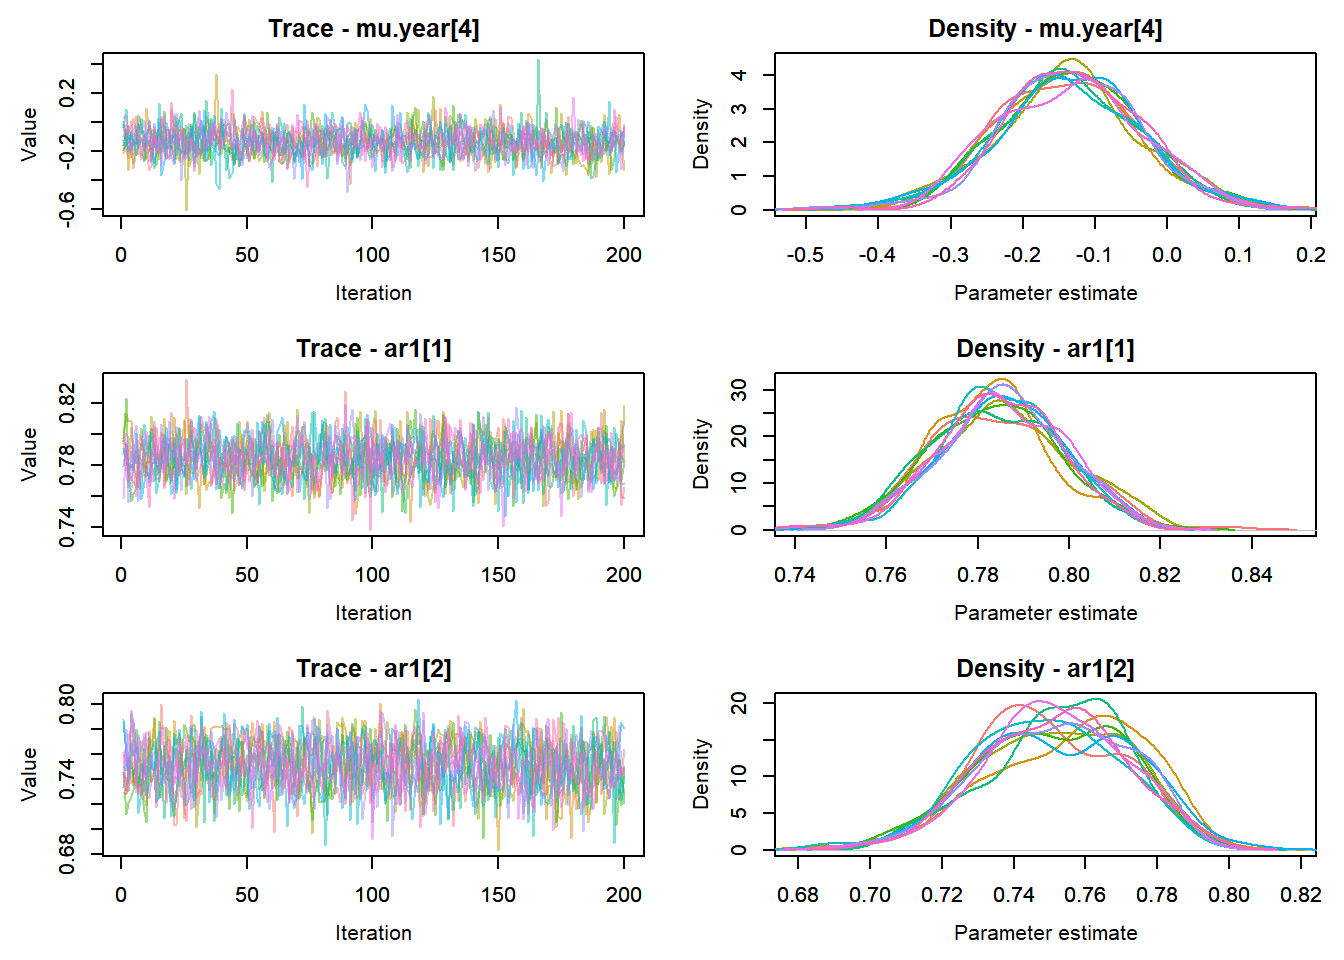 Trace - mu.year[4]
Value
0.2
-0.2
-0.6
0 50 100 150 200
Iteration
Density - mu.year[4]
Density
4
3
2
1
0
-0.5 -0.4 -0.3 -0.2 -0.1 0.0 0.1 0.2
Parameter estimate
Trace - ar1[1]
Value
0.82
0.78
0.74
0 50 100 150 200
Iteration
Density - ar1[1]
Density
30
20
10
0
0.74 0.76 0.78 0.80 0.82 0.84
Parameter estimate
Trace - ar1[2]
Value
0.80
0.74
0.68
0 50 100 150 200
Iteration
Density - ar1[2]
Density
20
10
5
0
0.68 0.70 0.72 0.74 0.76 0.78 0.80 0.82
Parameter estimate